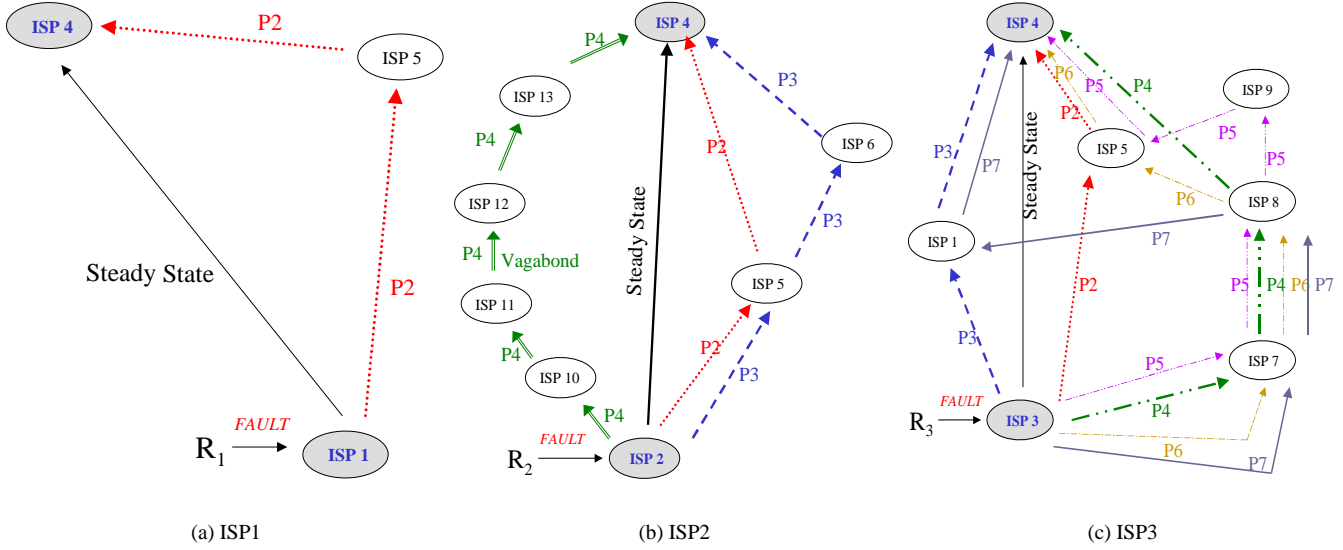 ISP 4
P2
ISP 5
Steady State
P2
FAULT
R1
ISP 1
(a) ISP1
ISP 4
P4
P3
ISP 13
P4
P2
ISP 6
ISP 12
Steady State
P3
P4
Vagabond
ISP 5
ISP 11
P4
P2
P3
ISP 10
P4
FAULT
R2
ISP 2
(b) ISP2
ISP 4
P6
P5
P4
ISP 9
P2
P5
ISP 5
P3
P7
Steady State
P5
P6
ISP 8
ISP 1
P7
P5
P4
P6
P7
P2
P3
P5
ISP 7
P4
FAULT
R3
ISP 3
P6
P7
(c) ISP3